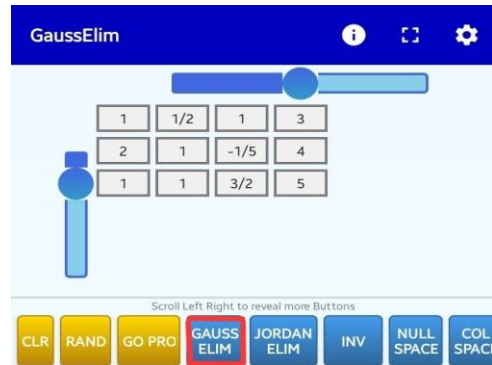 GaussElim
1 1/2 1 3
2 1 -1/5 4
1 1 3/2 5
Scroll Left Right to reveal more Buttons
CLR RAND GO PRO GAUSS ELIM JORDAN ELIM INV NULL SPACE COL SPACE